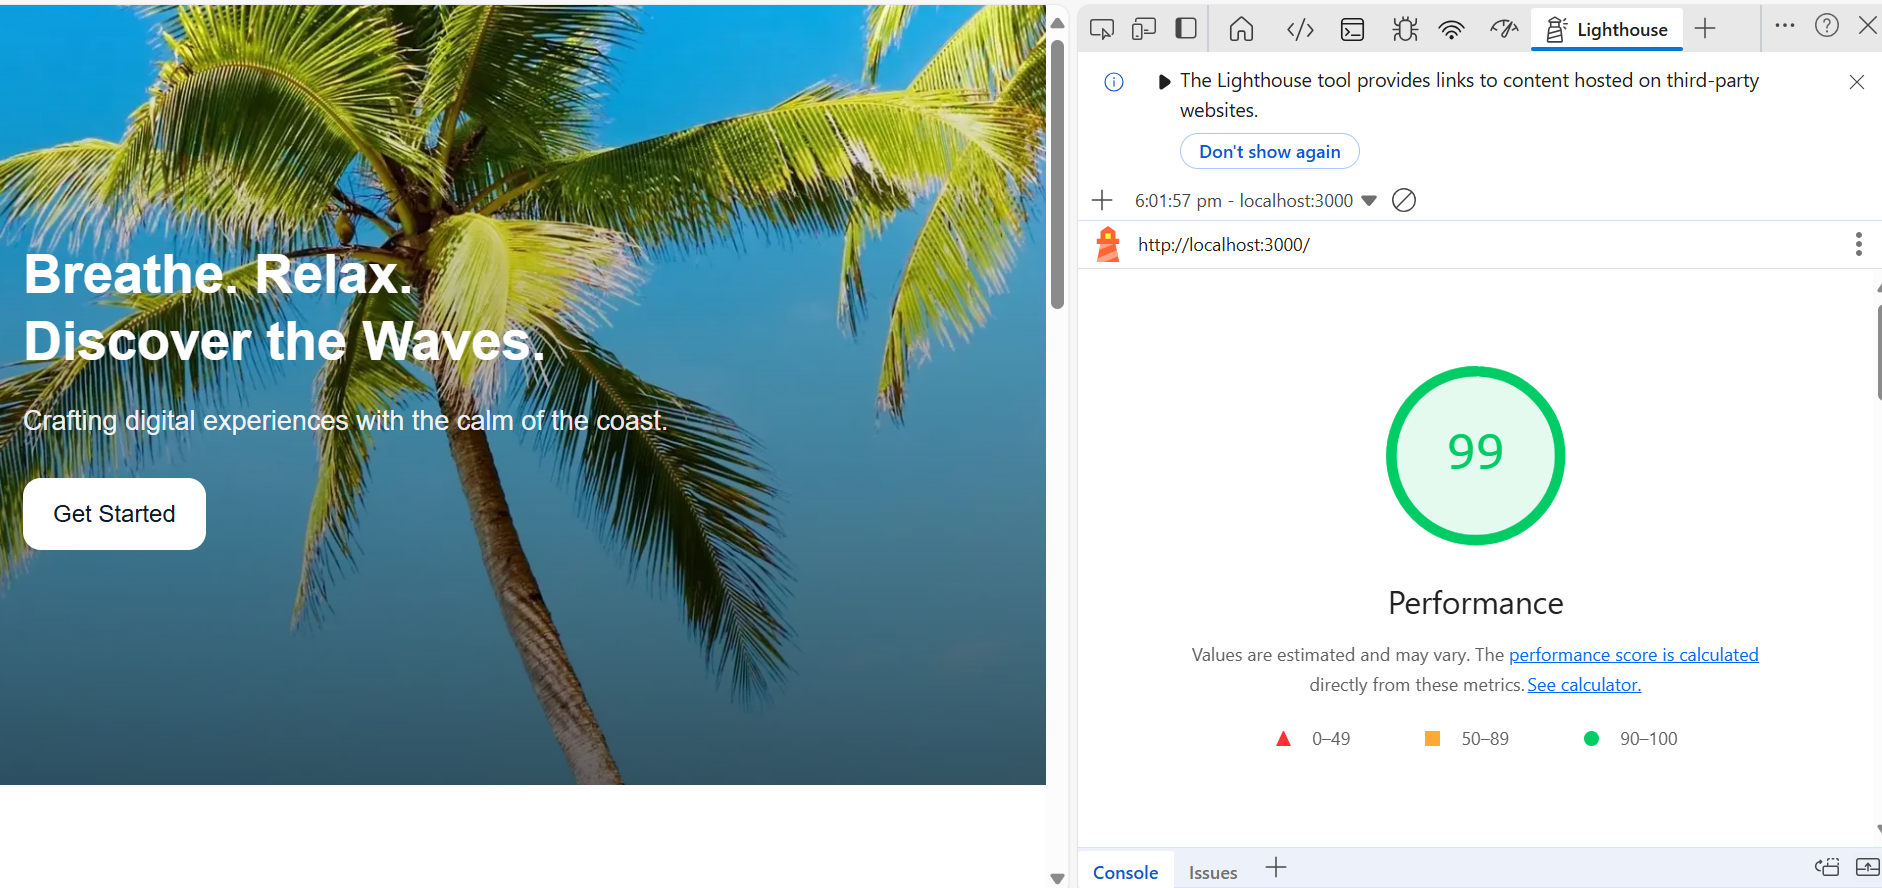 Breathe. Relax.
Discover the Waves.
Crafting digital experiences with the calm of the coast.
Get Started
Lighthouse
The Lighthouse tool provides links to content hosted on third-party
websites.
Don't show again
6:01:57 pm - localhost:3000
http://localhost:3000/
99
Performance
Values are estimated and may vary. The performance score is calculated
directly from these metrics. See calculator.
0–49 50–89 90–100
Console Issues